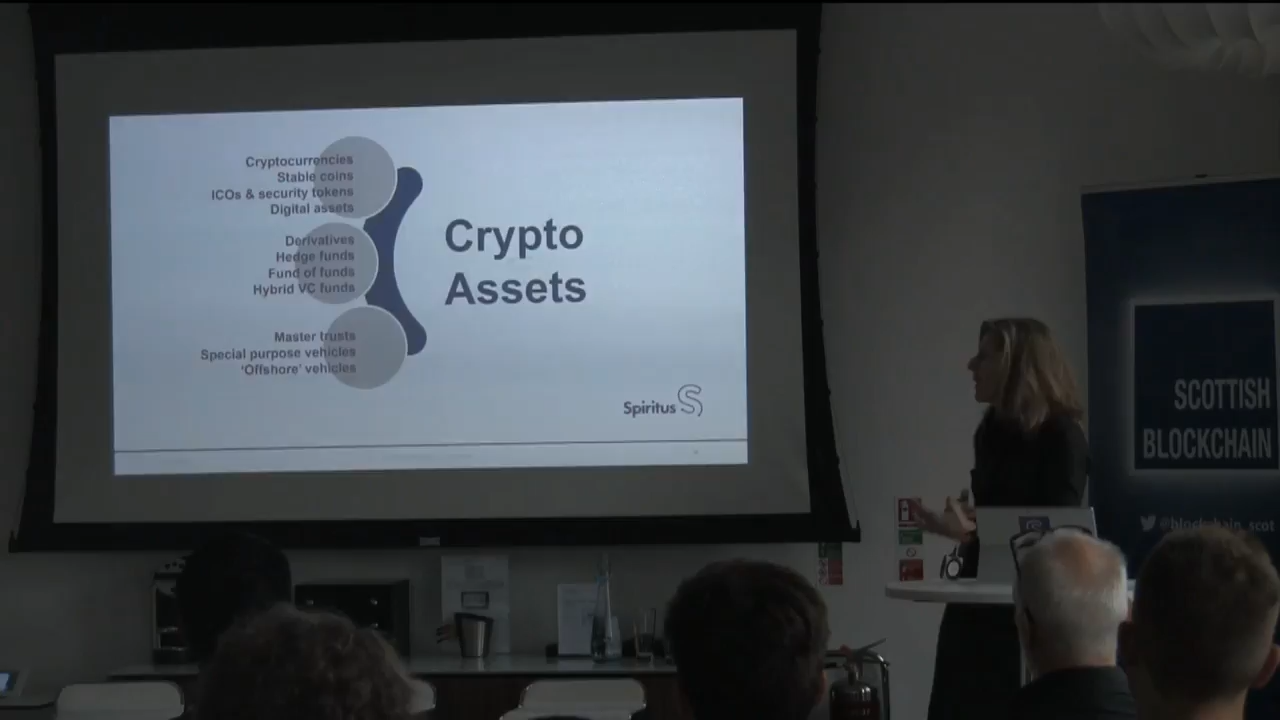 Cryptocurrencies
Stable coins
ICOs & security tokens
Digital assets
Derivatives
Hedge funds
Fund of funds
Hybrid VC funds
Master trusts
Special purpose vehicles
‘Offshore’ vehicles
Crypto
Assets
Spiritus
SCOTTISH
BLOCKCHAIN
@blockchain_scot